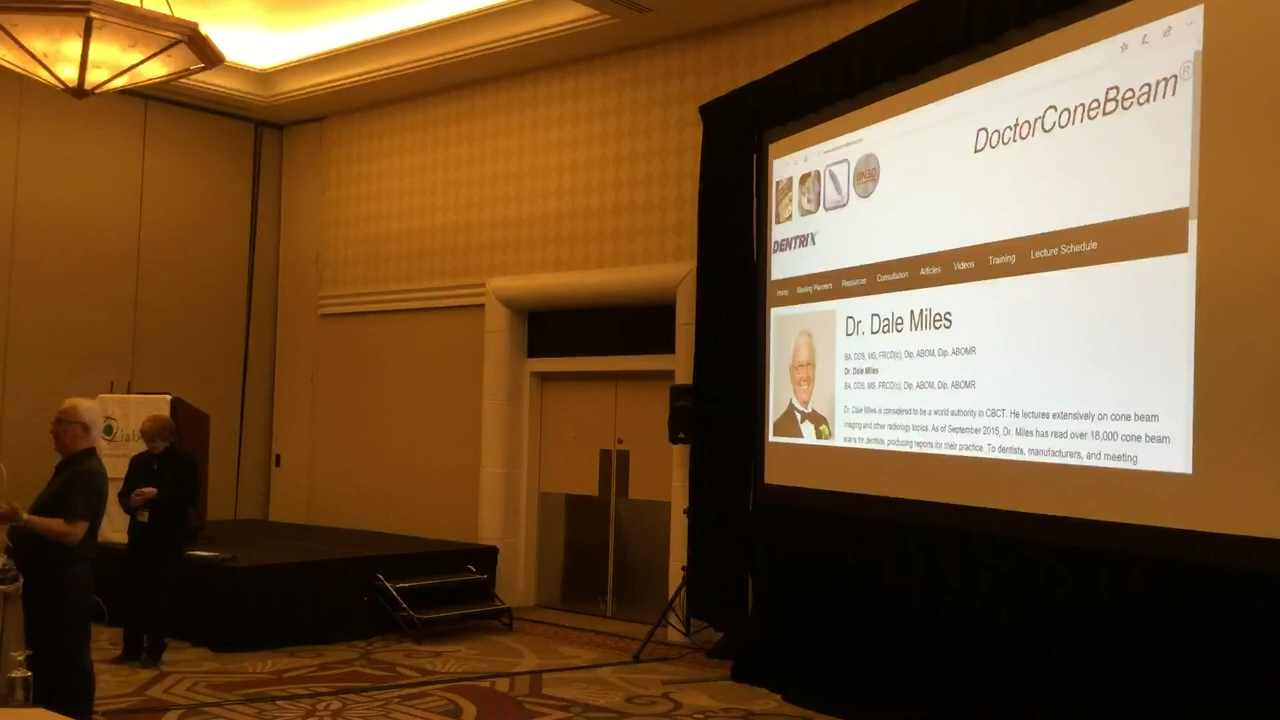 DoctorConeBeam®
DENTRIX
Home Meeting Planners Resources Consultation Articles Videos Training Lecture Schedule
Dr. Dale Miles
BA. DDS, MS, FRCD(c), Dip. ABOM, Dip. ABOMR
Dr. Dale Miles
BA. DDS, MS, FRCD(c), Dip. ABOM, Dip. ABOMR
Dr. Dale Miles is considered to be a world authority in CBCT. He lectures extensively on cone beam
imaging and other radiology topics. As of September 2015, Dr. Miles has read over 18,000 cone beam
scans for dentists, producing reports for their practice. To dentists, manufacturers, and meeting